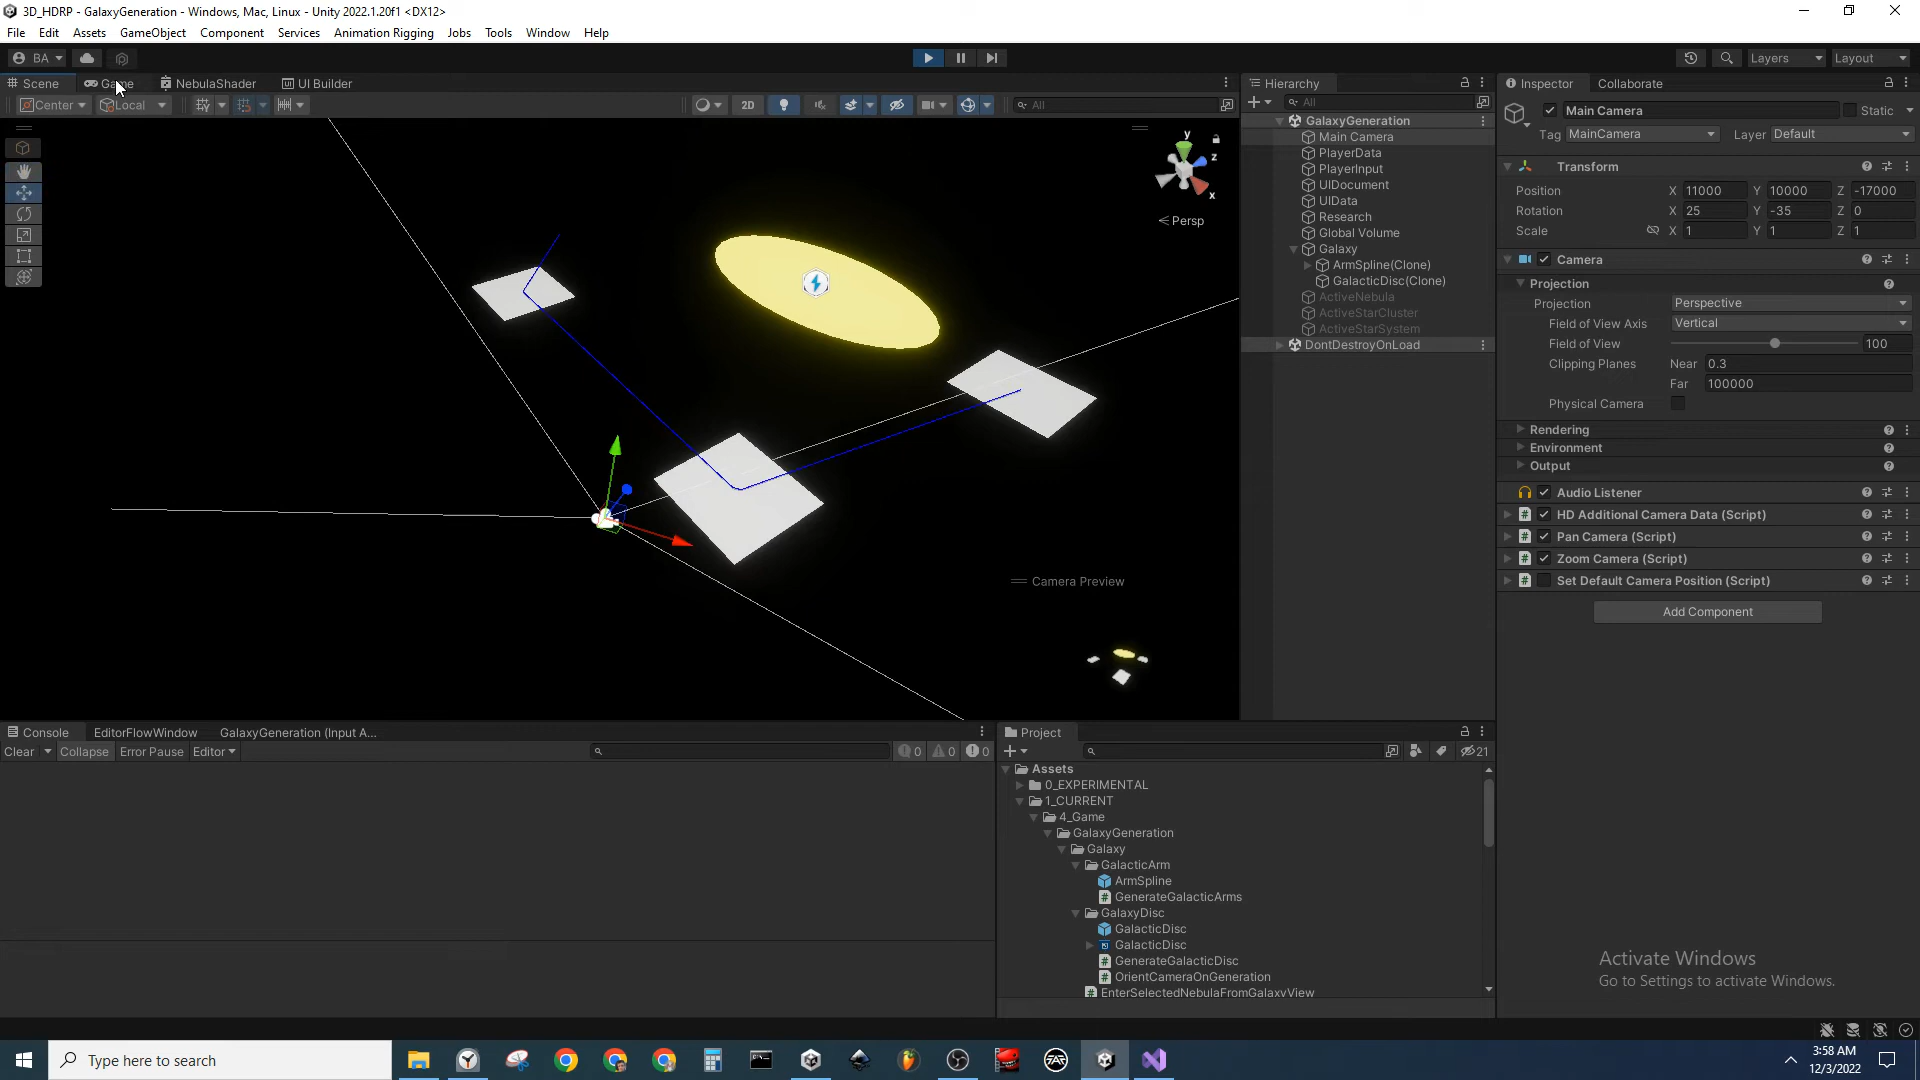 3D_HDRP - GalaxyGeneration - Windows, Mac, Linux - Unity 2022.1.20f1 <DX12>
File Edit Assets GameObject Component Services Animation Rigging Jobs Tools Window Help
BA Layers Layout
Scene Game NebulaShader UI Builder
Center Local 2D All
y
z
x
Persp
Camera Preview
Hierarchy
All
GalaxyGeneration
Main Camera
PlayerData
PlayerInput
UIDocument
UIData
Research
Global Volume
Galaxy
ArmSpline(Clone)
GalacticDisc(Clone)
ActiveNebula
ActiveStarCluster
ActiveStarSystem
DontDestroyOnLoad
Inspector Collaborate
Main Camera Static
Tag MainCamera Layer Default
Transform
Position X 11000 Y 10000 Z -17000
Rotation X 25 Y -35 Z 0
Scale X 1 Y 1 Z 1
Camera
Projection
Projection Perspective
Field of View Axis Vertical
Field of View 100
Clipping Planes Near 0.3
Far 100000
Physical Camera
Rendering
Environment
Output
Audio Listener
HD Additional Camera Data (Script)
Pan Camera (Script)
Zoom Camera (Script)
Set Default Camera Position (Script)
Add Component
Console EditorFlowWindow GalaxyGeneration (Input A...
Clear Collapse Error Pause Editor 0 0 0
Project
21
Assets
0_EXPERIMENTAL
1_CURRENT
4_Game
GalaxyGeneration
Galaxy
GalacticArm
ArmSpline
GenerateGalacticArms
GalaxyDisc
GalacticDisc
GalacticDisc
GenerateGalacticDisc
OrientCameraOnGeneration
EnterSelectedNebulaFromGalaxyView
Activate Windows
Go to Settings to activate Windows.
Type here to search
3:58 AM
12/3/2022